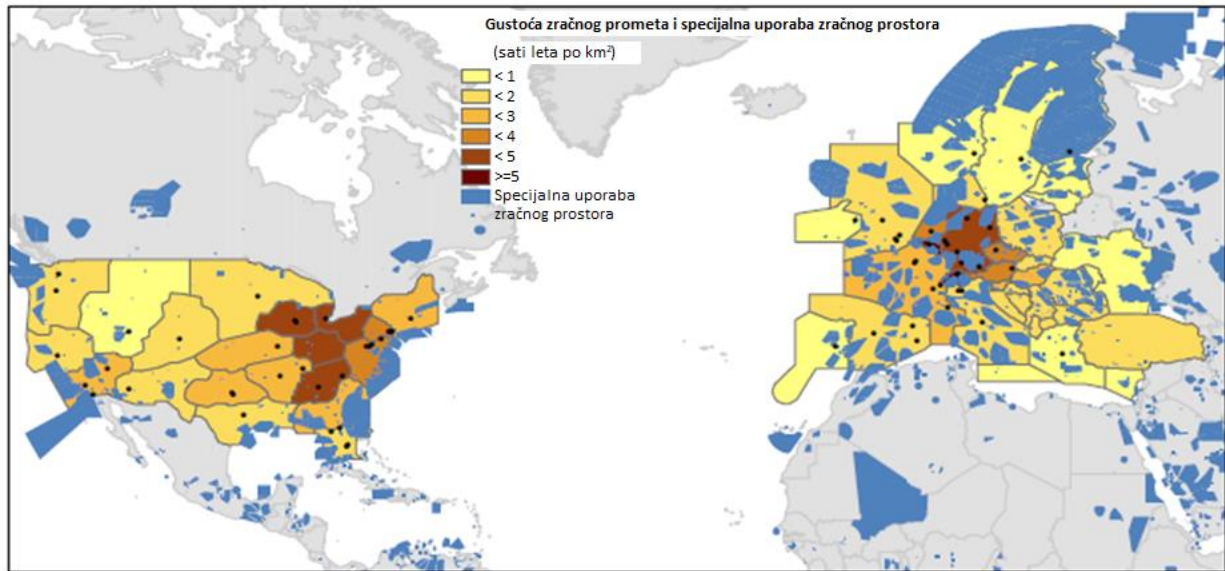 Gustoća zračnog prometa i specijalna uporaba zračnog prostora
(sati leta po km²)
< 1
< 2
< 3
< 4
< 5
>=5
Specijalna uporaba
zračnog prostora